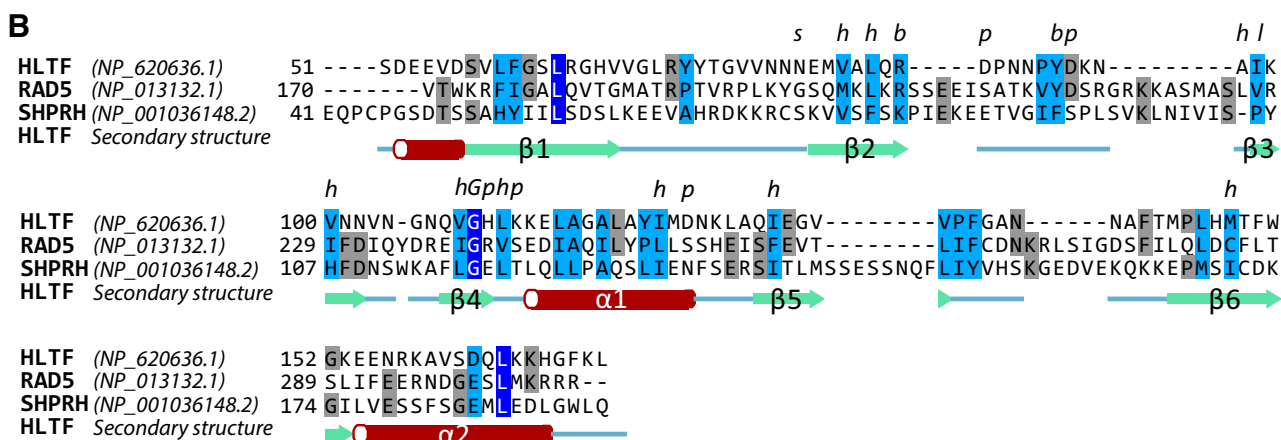 B
s h h b p b p h l
HLTF (NP_620636.1) 51 ----SDEEVDSVLFGSLRGHVVGLRYYTGVVNNNEMVALQR-----DPNNPYDKN---------AIK
RAD5 (NP_013132.1) 170 -------VTWKRFIGALQVTGMATRPTVRPLKYGSQMKLKRSSEEISATKVYDSRGRKKASMASLVR
SHPRH (NP_001036148.2) 41 EQPCPGSDTSSAHYIILSDSLKEEVAHRDKKRCSKVVSFSKPIEKEETVGIFSPLSVKLNIVIS-PY
HLTF Secondary structure β1 β2 β3
h hGphp h p h h
HLTF (NP_620636.1) 100 VNNVN-GNQVGHLKKELAGALAYIMDNKLAQIEGV--------VPFGAN------NAFTMPLHMTFW
RAD5 (NP_013132.1) 229 IFDIQYDREIGRVSEDIAQILYPLLSSHEISFEVT--------LIFCDNKRLSIGDSFILQLDCFLT
SHPRH (NP_001036148.2) 107 HFDNSWKAFLGELTLQLLPAQSLIENFSERSITLMSSESSNQFLIYVHSKGEDVEKQKKEPMSICDK
HLTF Secondary structure β4 α1 β5 β6
HLTF (NP_620636.1) 152 GKEENRKAVSDQLKKHGFKL
RAD5 (NP_013132.1) 289 SLIFEERNDGESLMKRRR--
SHPRH (NP_001036148.2) 174 GILVESSFSGEMLEDLGWLQ
HLTF Secondary structure α2